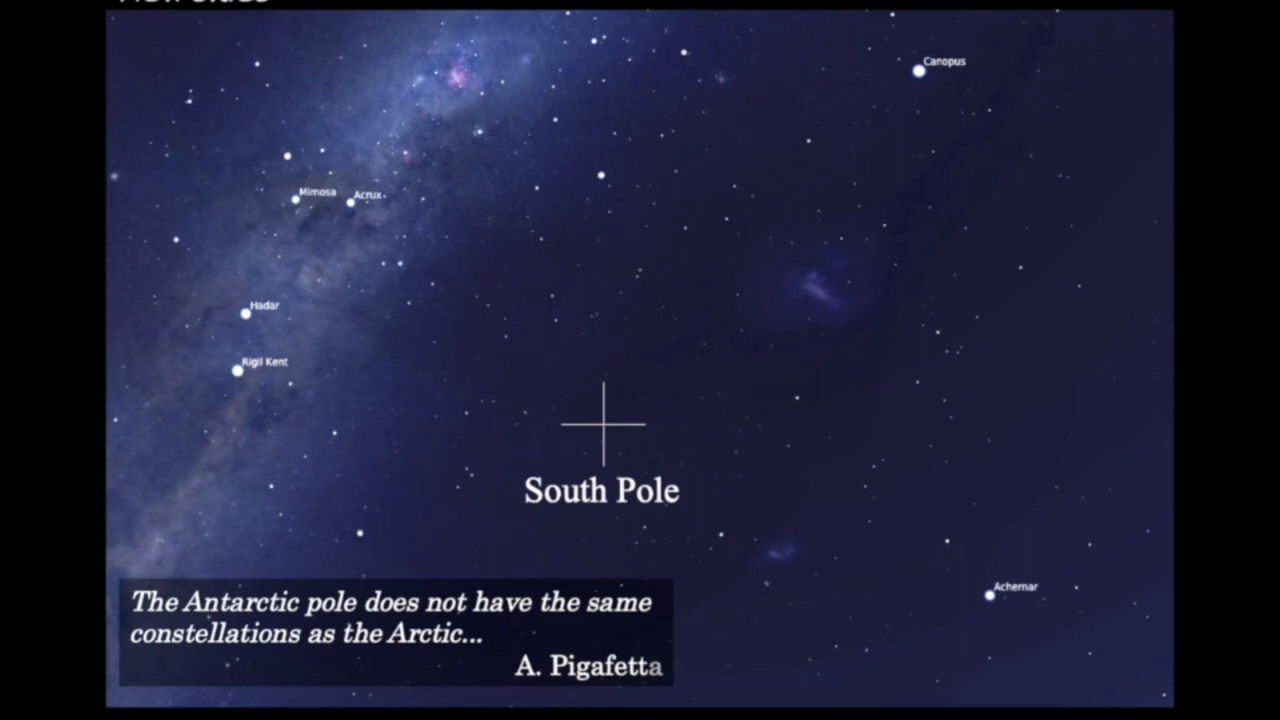 Canopus
Mimosa
Acrux
Hadar
Rigil Kent
South Pole
Achernar
The Antarctic pole does not have the same
constellations as the Arctic...
A. Pigafetta